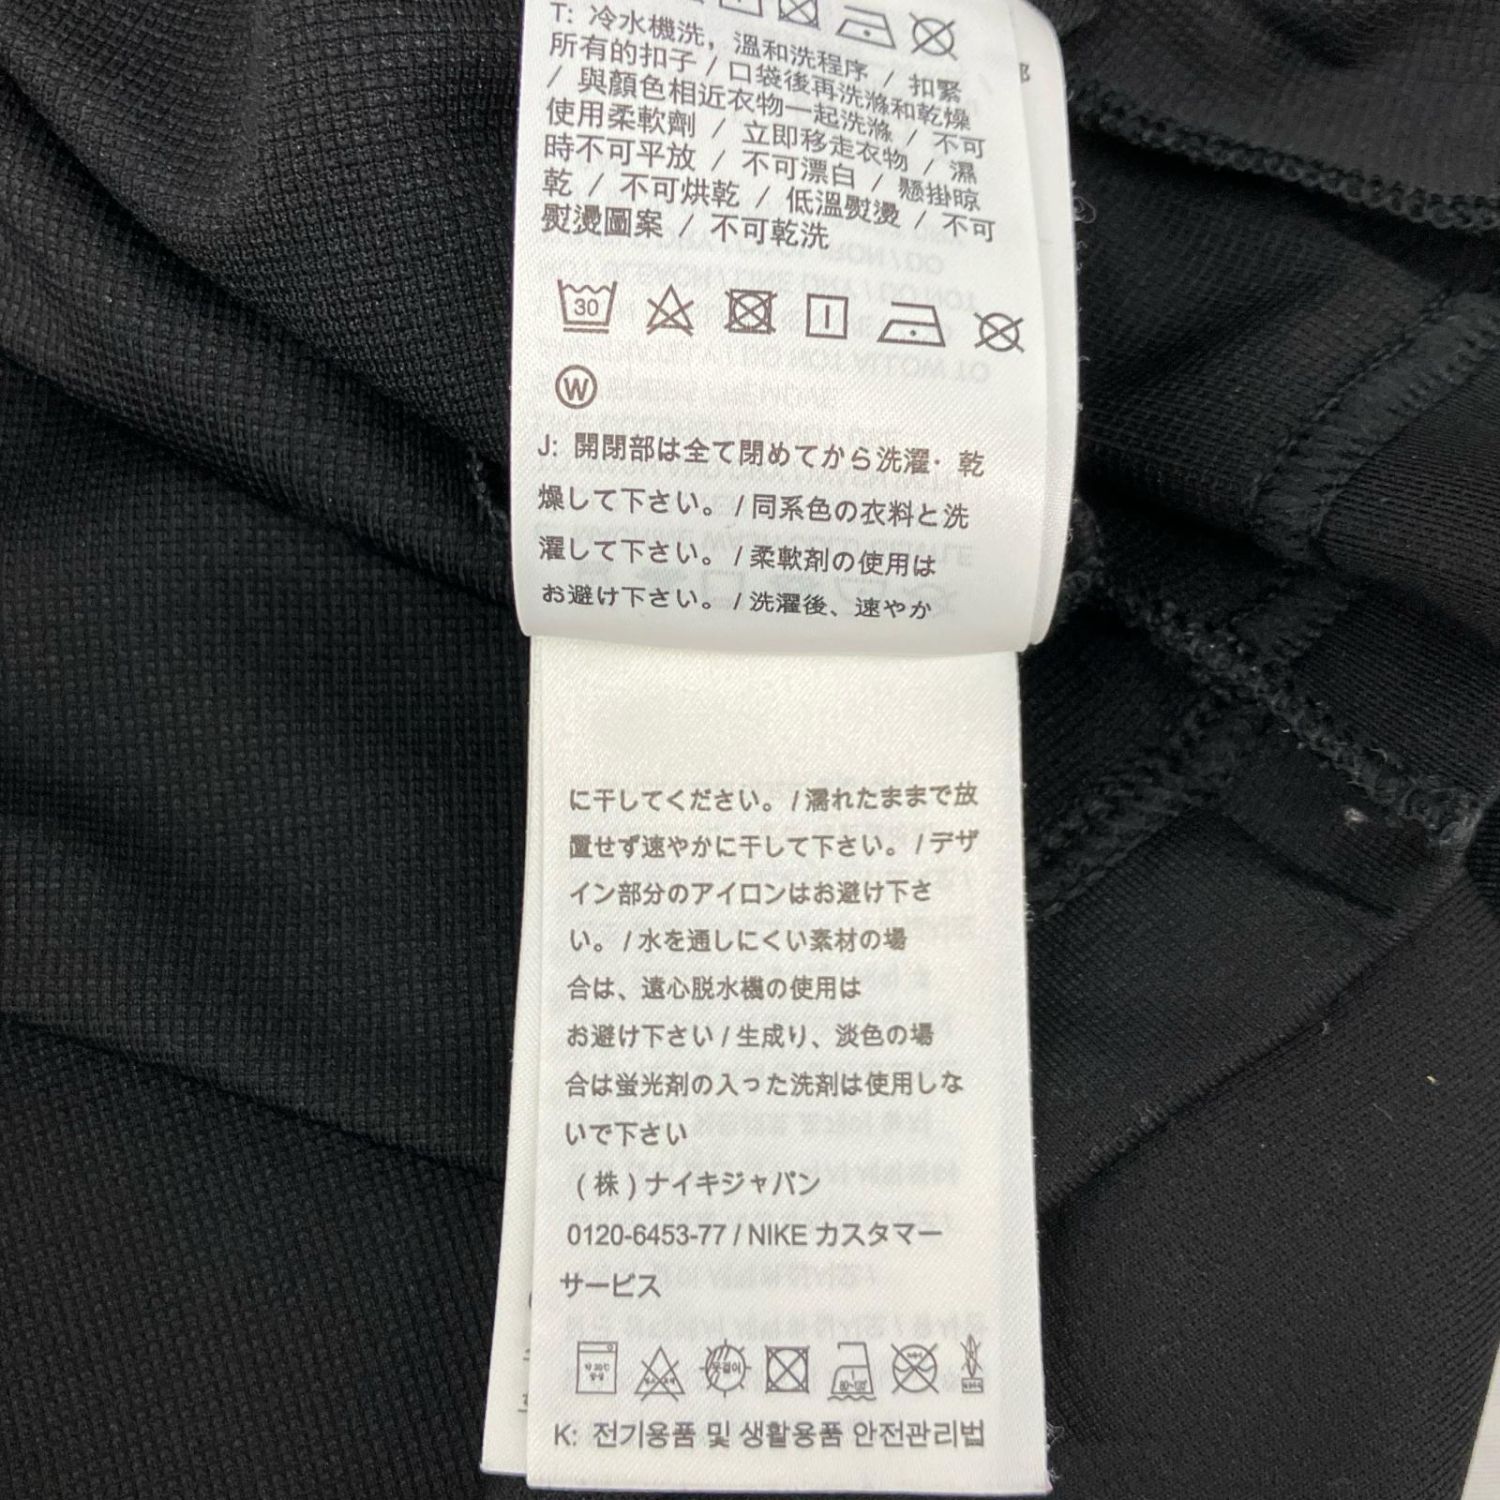 T: 冷水機洗，溫和洗程序 / 扣緊
所有的扣子 / 口袋後再洗滌和乾燥
/ 與顏色相近衣物一起洗滌 / 不可
使用柔軟劑 / 立即移走衣物 / 濕
時不可平放 / 不可漂白 / 懸掛晾
乾 / 不可烘乾 / 低溫熨燙 / 不可
熨燙圖案 / 不可乾洗
30
W
J: 開閉部は全て閉めてから洗濯・乾
燥して下さい。/ 同系色の衣料と洗
濯して下さい。/ 柔軟剤の使用は
お避け下さい。/ 洗濯後、速やか
に干してください。/ 濡れたままで放
置せず速やかに干して下さい。/ デザ
イン部分のアイロンはお避け下さ
い。/ 水を通しにくい素材の場
合は、遠心脱水機の使用は
お避け下さい / 生成り、淡色の場
合は蛍光剤の入った洗剤は使用しな
いで下さい
(株)ナイキジャパン
0120-6453-77 / NIKE カスタマー
サービス
옷걸이
80~120℃
K: 전기용품 및 생활용품 안전관리법